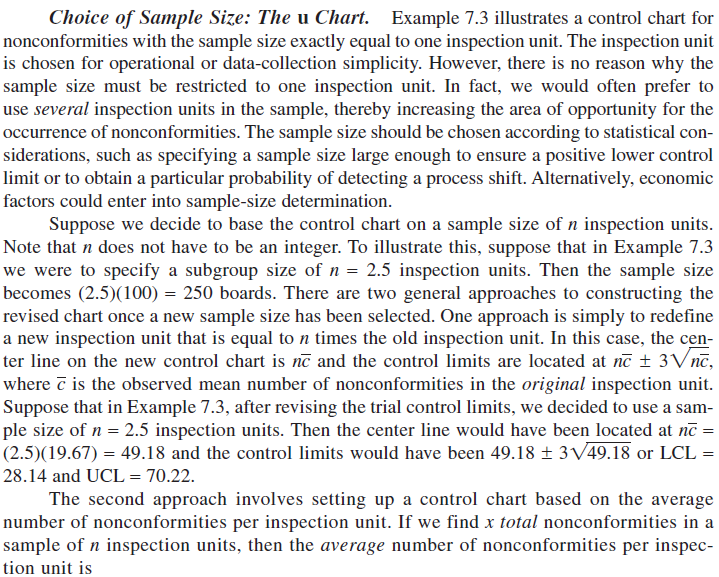 Choice of Sample Size: The u Chart. Example 7.3 illustrates a control chart for
nonconformities with the sample size exactly equal to one inspection unit. The inspection unit
is chosen for operational or data-collection simplicity. However, there is no reason why the
sample size must be restricted to one inspection unit. In fact, we would often prefer to
use several inspection units in the sample, thereby increasing the area of opportunity for the
occurrence of nonconformities. The sample size should be chosen according to statistical con-
siderations, such as specifying a sample size large enough to ensure a positive lower control
limit or to obtain a particular probability of detecting a process shift. Alternatively, economic
factors could enter into sample-size determination.
Suppose we decide to base the control chart on a sample size of n inspection units.
Note that n does not have to be an integer. To illustrate this, suppose that in Example 7.3
we were to specify a subgroup size of n = 2.5 inspection units. Then the sample size
becomes (2.5)(100) = 250 boards. There are two general approaches to constructing the
revised chart once a new sample size has been selected. One approach is simply to redefine
a new inspection unit that is equal to n times the old inspection unit. In this case, the cen-
ter line on the new control chart is nc̄ and the control limits are located at nc̄ ± 3√nc̄,
where c̄ is the observed mean number of nonconformities in the original inspection unit.
Suppose that in Example 7.3, after revising the trial control limits, we decided to use a sam-
ple size of n = 2.5 inspection units. Then the center line would have been located at nc̄ =
(2.5)(19.67) = 49.18 and the control limits would have been 49.18 ± 3√49.18 or LCL =
28.14 and UCL = 70.22.
The second approach involves setting up a control chart based on the average
number of nonconformities per inspection unit. If we find x total nonconformities in a
sample of n inspection units, then the average number of nonconformities per inspec-
tion unit is